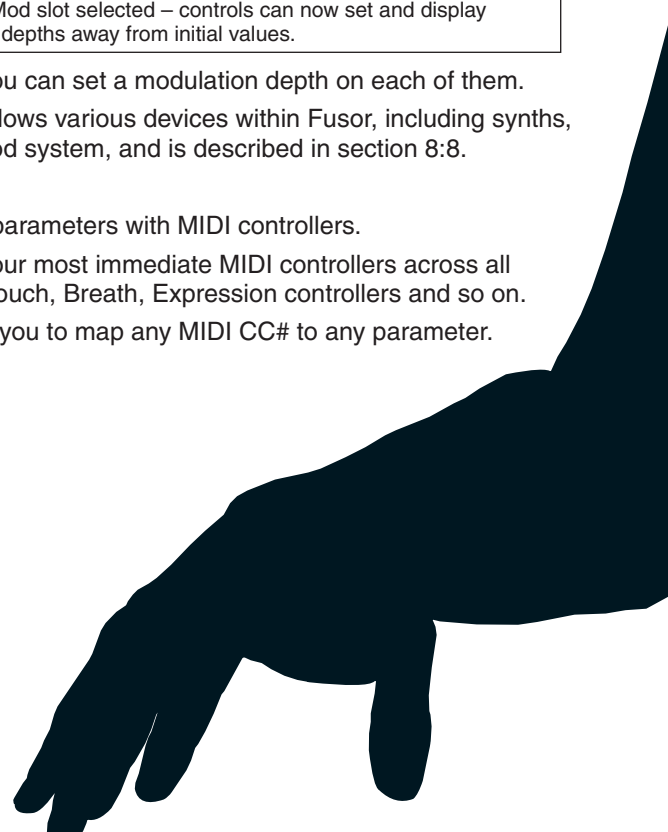 Mod slot selected – controls can now set and display
depths away from initial values.
ou can set a modulation depth on each of them.
lows various devices within Fusor, including synths,
od system, and is described in section 8:8.
parameters with MIDI controllers.
our most immediate MIDI controllers across all
ouch, Breath, Expression controllers and so on.
you to map any MIDI CC# to any parameter.